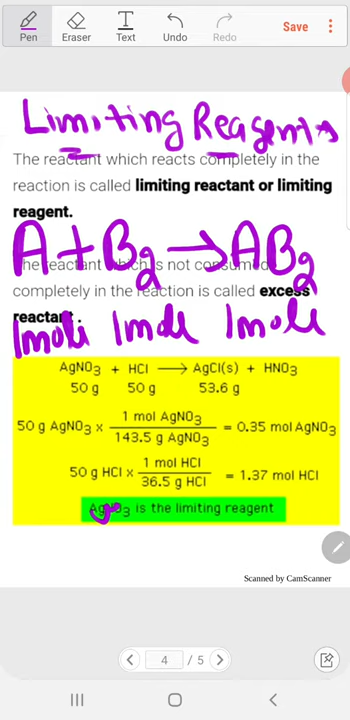 Pen Eraser Text Undo Redo Save
Limiting Reagents
The reactant which reacts completely in the
reaction is called limiting reactant or limiting
reagent.
A + B2 → AB2
The reactant which is not consumed
completely in the reaction is called excess
reactant.
1mole 1mole 1mole
AgNO3 + HCl → AgCl(s) + HNO3
50 g 50 g 53.6 g
50 g AgNO3 x 1 mol AgNO3 / 143.5 g AgNO3 = 0.35 mol AgNO3
50 g HCl x 1 mol HCl / 36.5 g HCl = 1.37 mol HCl
AgNO3 is the limiting reagent
Scanned by CamScanner
4 / 5